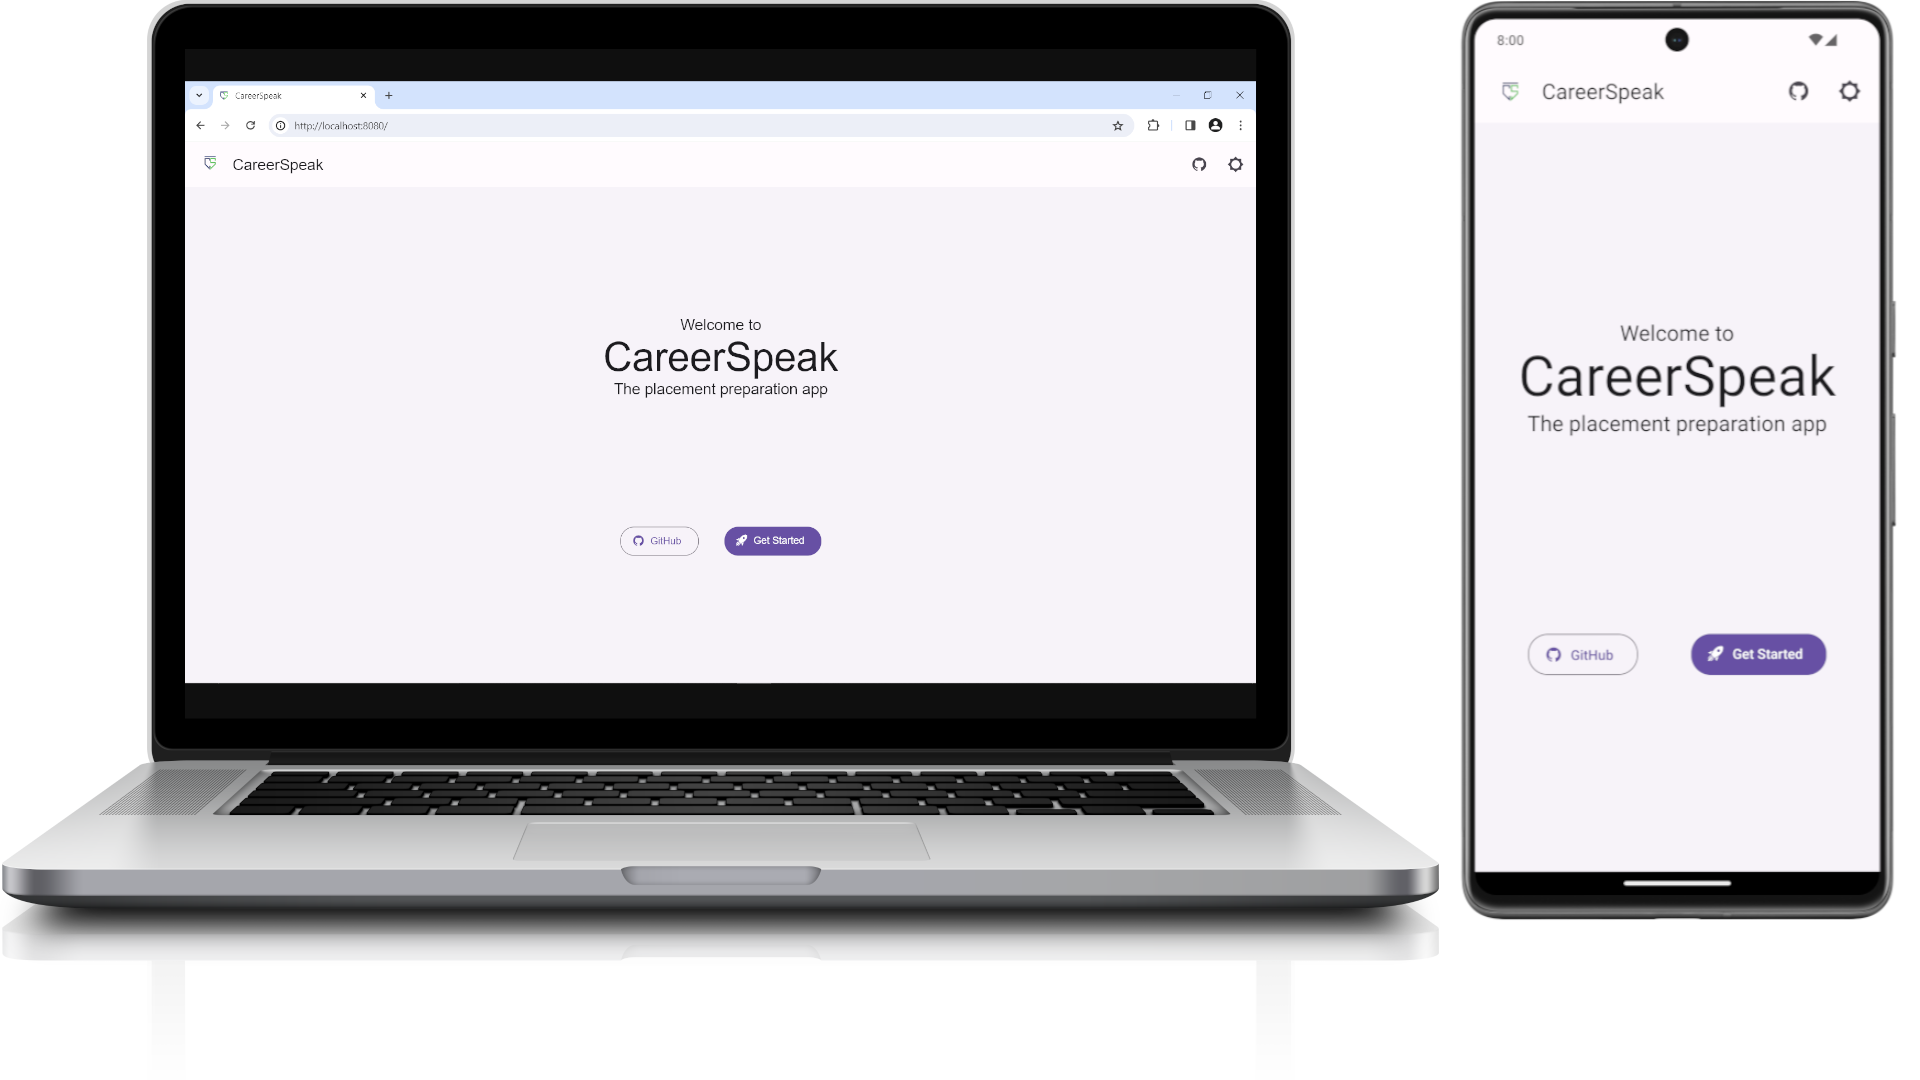 CareerSpeak
http://localhost:8080/
CareerSpeak
Welcome to
CareerSpeak
The placement preparation app
GitHub
Get Started
8:00
CareerSpeak
Welcome to
CareerSpeak
The placement preparation app
GitHub
Get Started